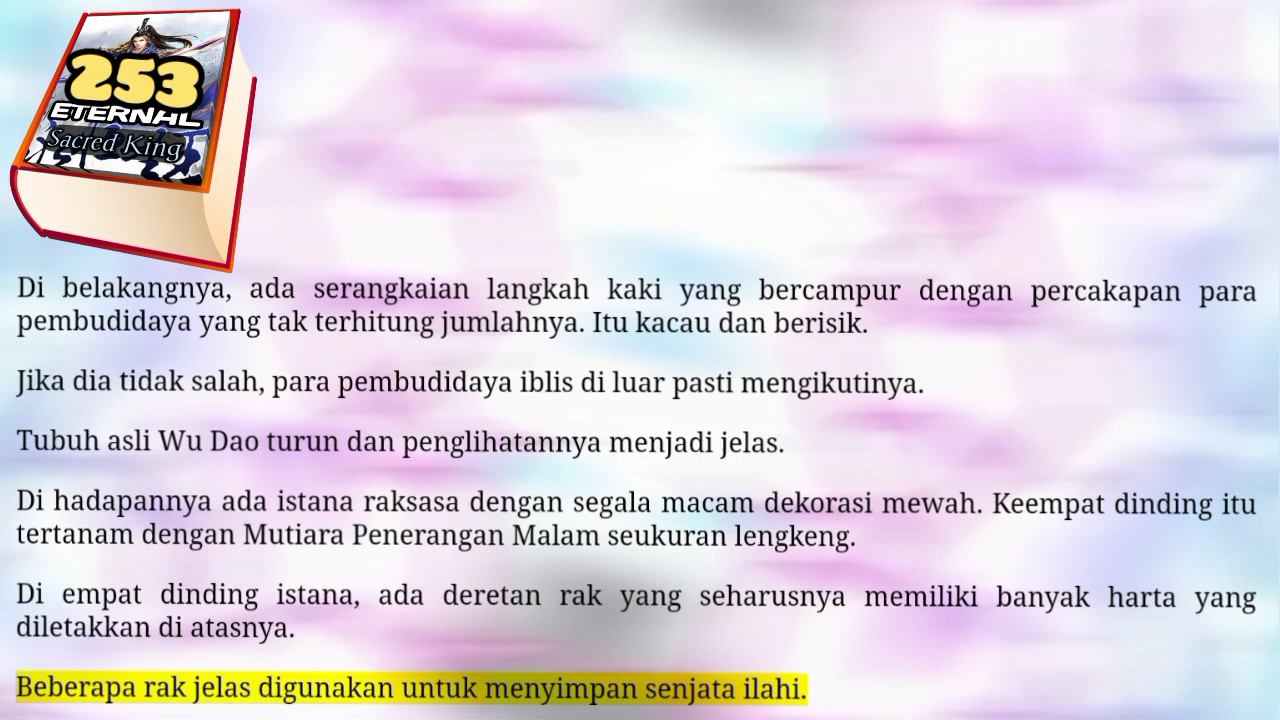 253
ETERNAL
Sacred King
Di belakangnya, ada serangkaian langkah kaki yang bercampur dengan percakapan para
pembudidaya yang tak terhitung jumlahnya. Itu kacau dan berisik.
Jika dia tidak salah, para pembudidaya iblis di luar pasti mengikutinya.
Tubuh asli Wu Dao turun dan penglihatannya menjadi jelas.
Di hadapannya ada istana raksasa dengan segala macam dekorasi mewah. Keempat dinding itu
tertanam dengan Mutiara Penerangan Malam seukuran lengkeng.
Di empat dinding istana, ada deretan rak yang seharusnya memiliki banyak harta yang
diletakkan di atasnya.
Beberapa rak jelas digunakan untuk menyimpan senjata ilahi.